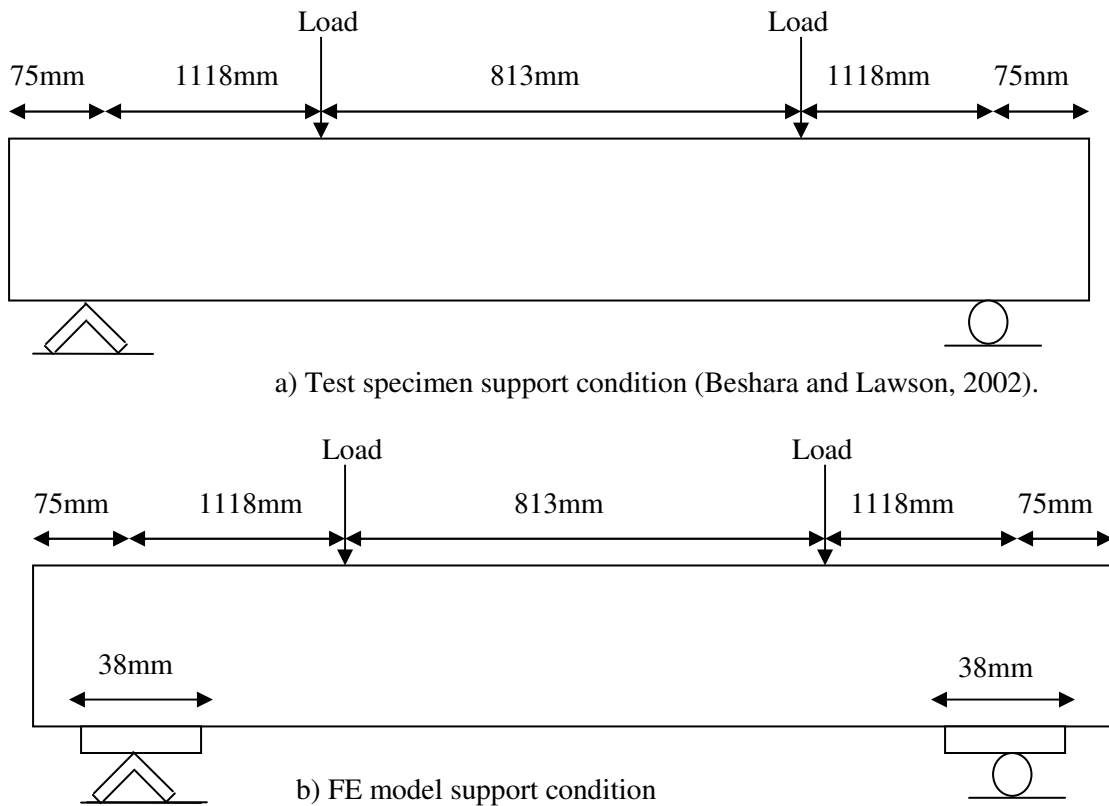 Load Load
75mm 1118mm 813mm 1118mm 75mm
a) Test specimen support condition (Beshara and Lawson, 2002).
Load Load
75mm 1118mm 813mm 1118mm 75mm
38mm 38mm
b) FE model support condition